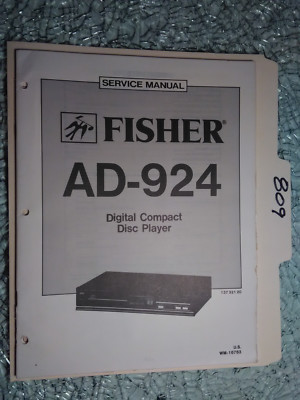 SERVICE MANUAL
FISHER®
AD-924
Digital Compact
Disc Player
U.S.
809